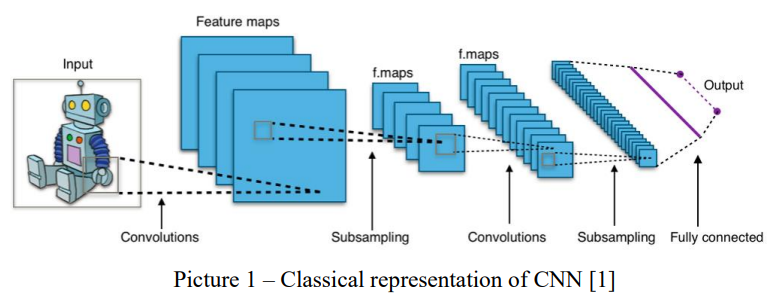 Feature maps
Input
f.maps
f.maps
Output
Convolutions
Subsampling
Convolutions
Subsampling
Fully connected
Picture 1 – Classical representation of CNN [1]